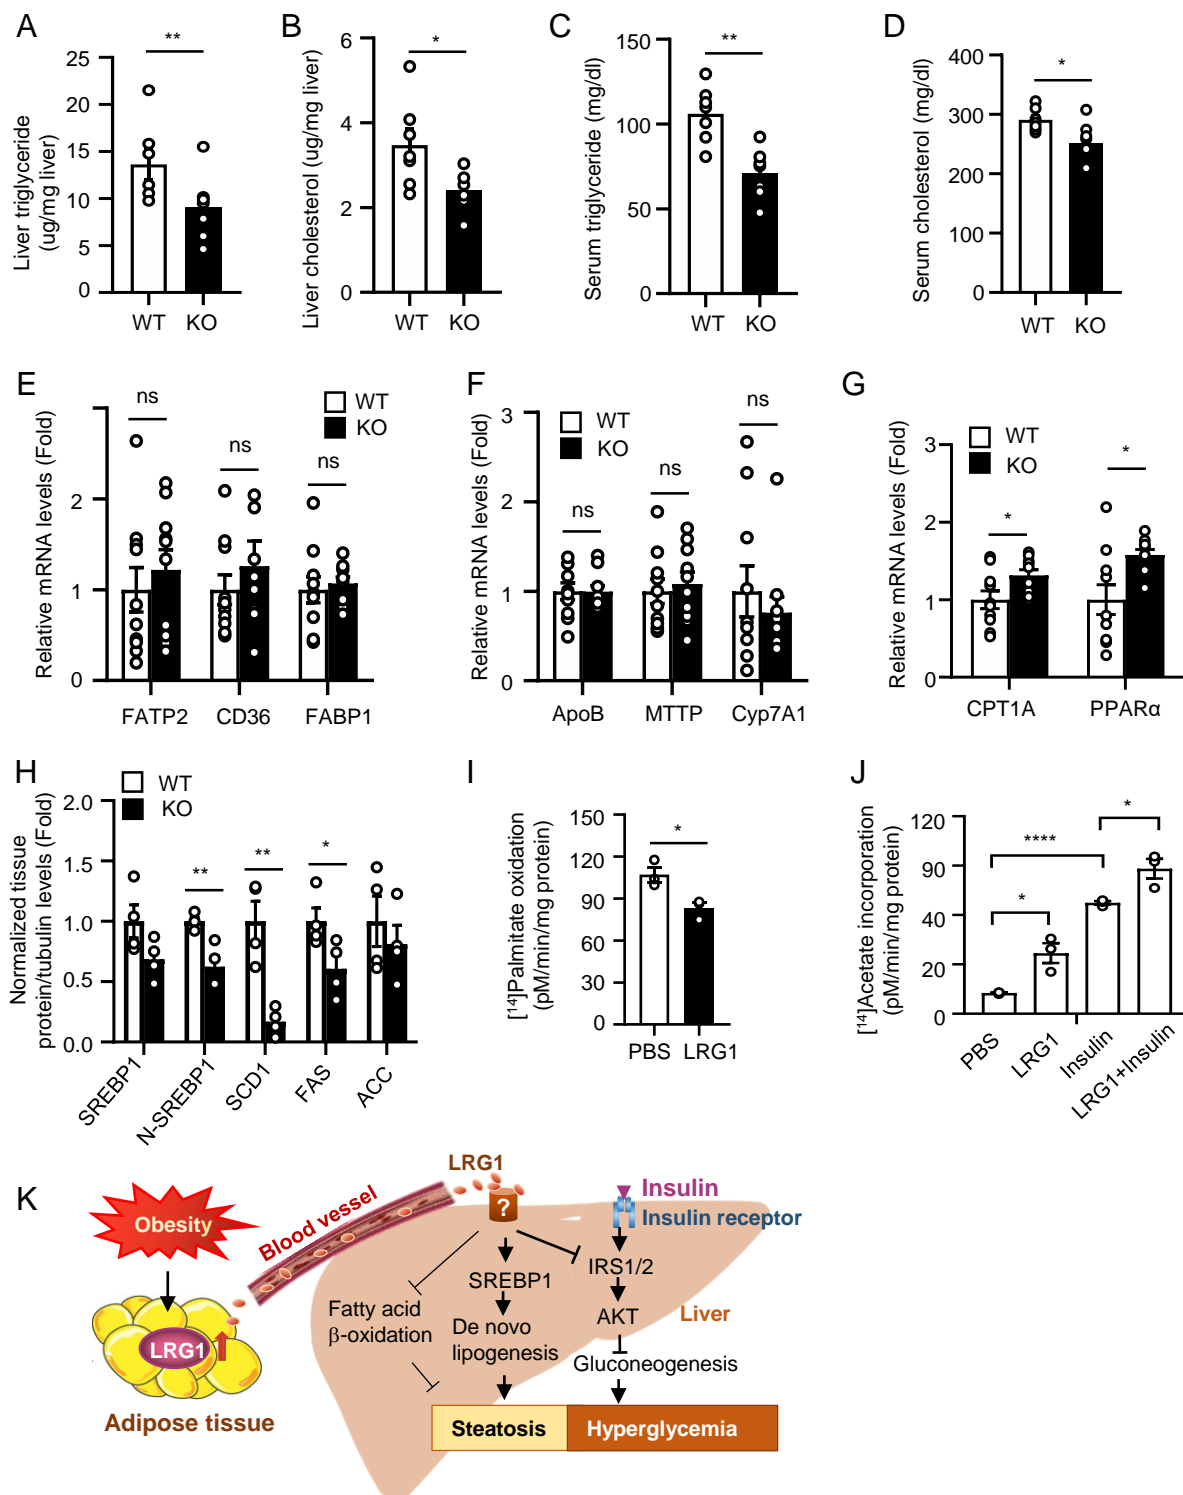 A
Liver triglyceride
(ug/mg liver)
25
20
15
10
5
0
**
WT KO
B
Liver cholesterol (ug/mg liver)
6
4
2
0
*
WT KO
C
Serum triglyceride (mg/dl)
150
100
50
0
**
WT KO
D
Serum cholesterol (mg/dl)
400
300
200
100
0
*
WT KO
E
Relative mRNA levels (Fold)
2
1
0
WT
KO
ns
ns
ns
FATP2 CD36 FABP1
F
Relative mRNA levels (Fold)
3
2
1
0
WT
KO
ns
ns
ns
ApoB MTTP Cyp7A1
G
Relative mRNA levels (Fold)
3
2
1
0
WT
KO
*
*
CPT1A PPARα
H
Normalized tissue
protein/tubulin levels (Fold)
2.0
1.5
1.0
0.5
0.0
WT
KO
**
**
*
SREBP1
N-SREBP1
SCD1
FAS
ACC
I
[¹⁴]Palmitate oxidation
(pM/min/mg protein)
150
120
90
60
30
0
*
PBS LRG1
J
[¹⁴]Acetate incorporation
(pM/min/mg protein)
120
90
40
20
0
****
*
*
PBS
LRG1
Insulin
LRG1+Insulin
K
Obesity
LRG1
Adipose tissue
Blood vessel
LRG1
?
Insulin
Insulin receptor
SREBP1
IRS1/2
Fatty acid
β-oxidation
De novo
lipogenesis
AKT
Liver
Gluconeogenesis
Steatosis
Hyperglycemia